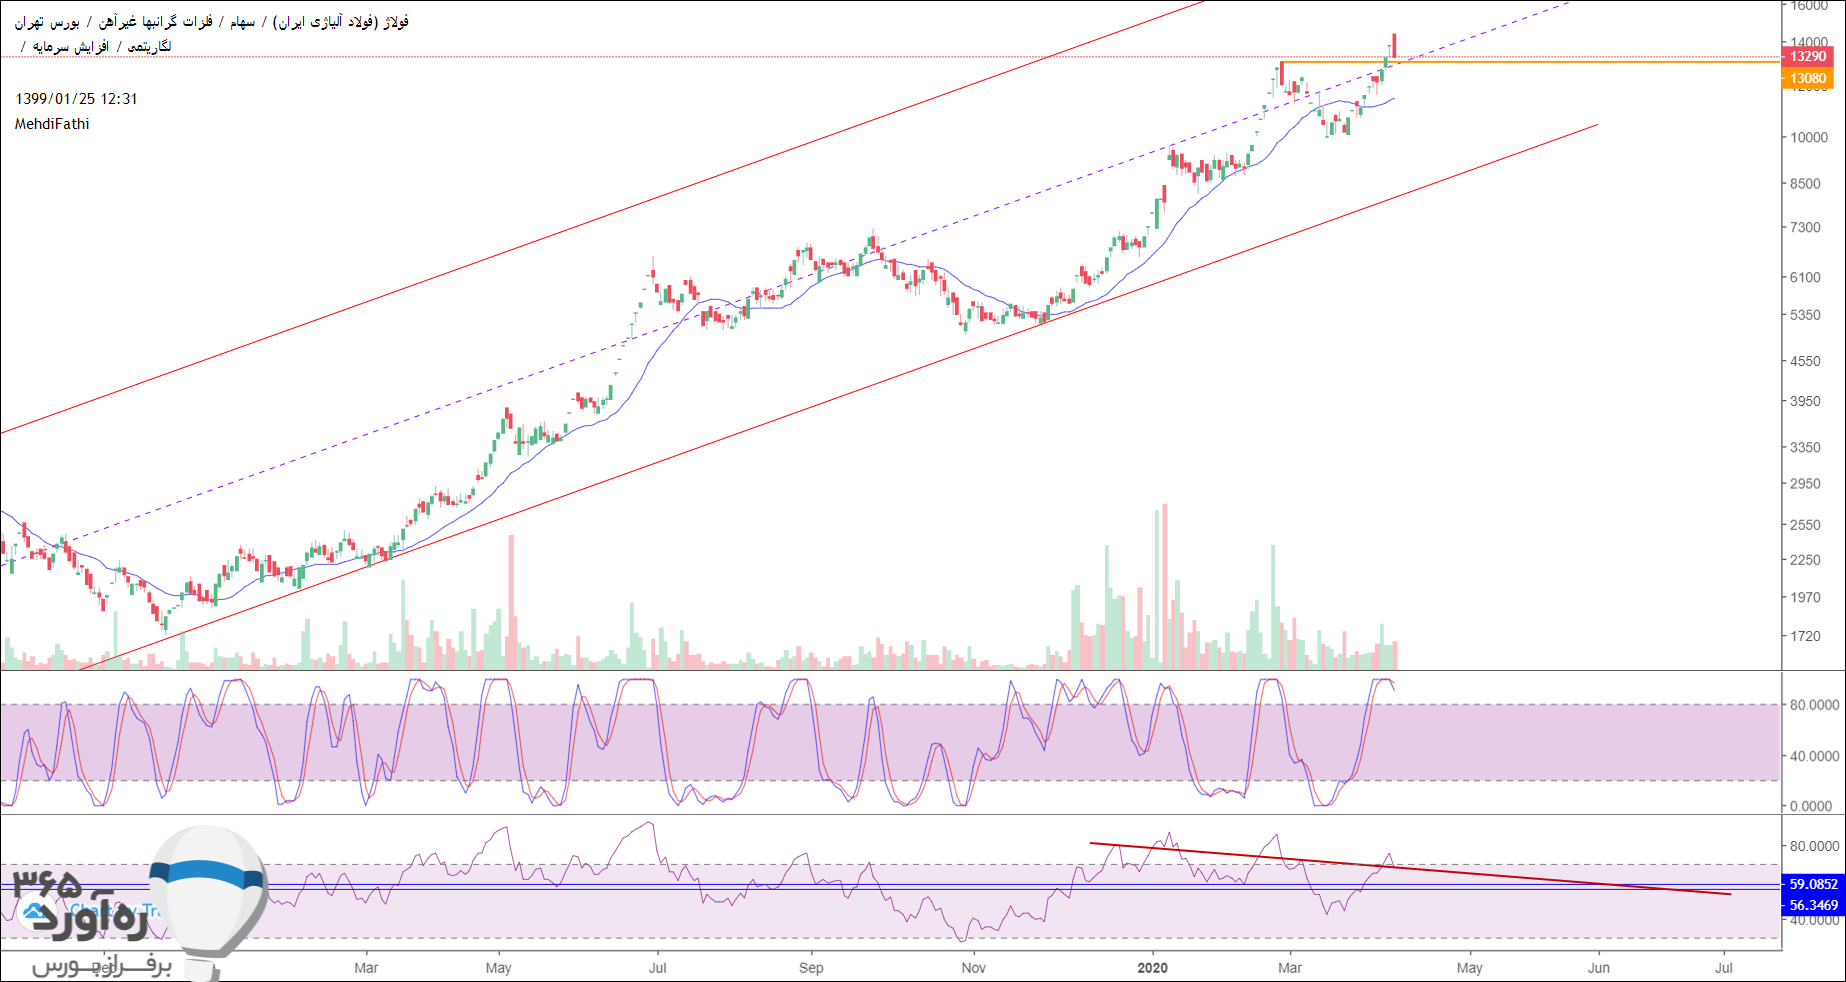 فولاژ (فولاد آلیاژی ایران) / سهام / فلزات گرانبها غیرآهن / بورس تهران
لگاریتمی / افزایش سرمایه /
1399/01/25 12:31
MehdiFathi
16000
14000
13290
13080
12000
10000
8500
7300
6100
5350
4550
3950
3350
2950
2550
2250
1970
1720
80.0000
40.0000
0.0000
80.0000
59.0852
56.3469
40.0000
ره‌آورد ۳۶۵
برفراز بورس
Mar
May
Jul
Sep
Nov
2020
Mar
May
Jun
Jul